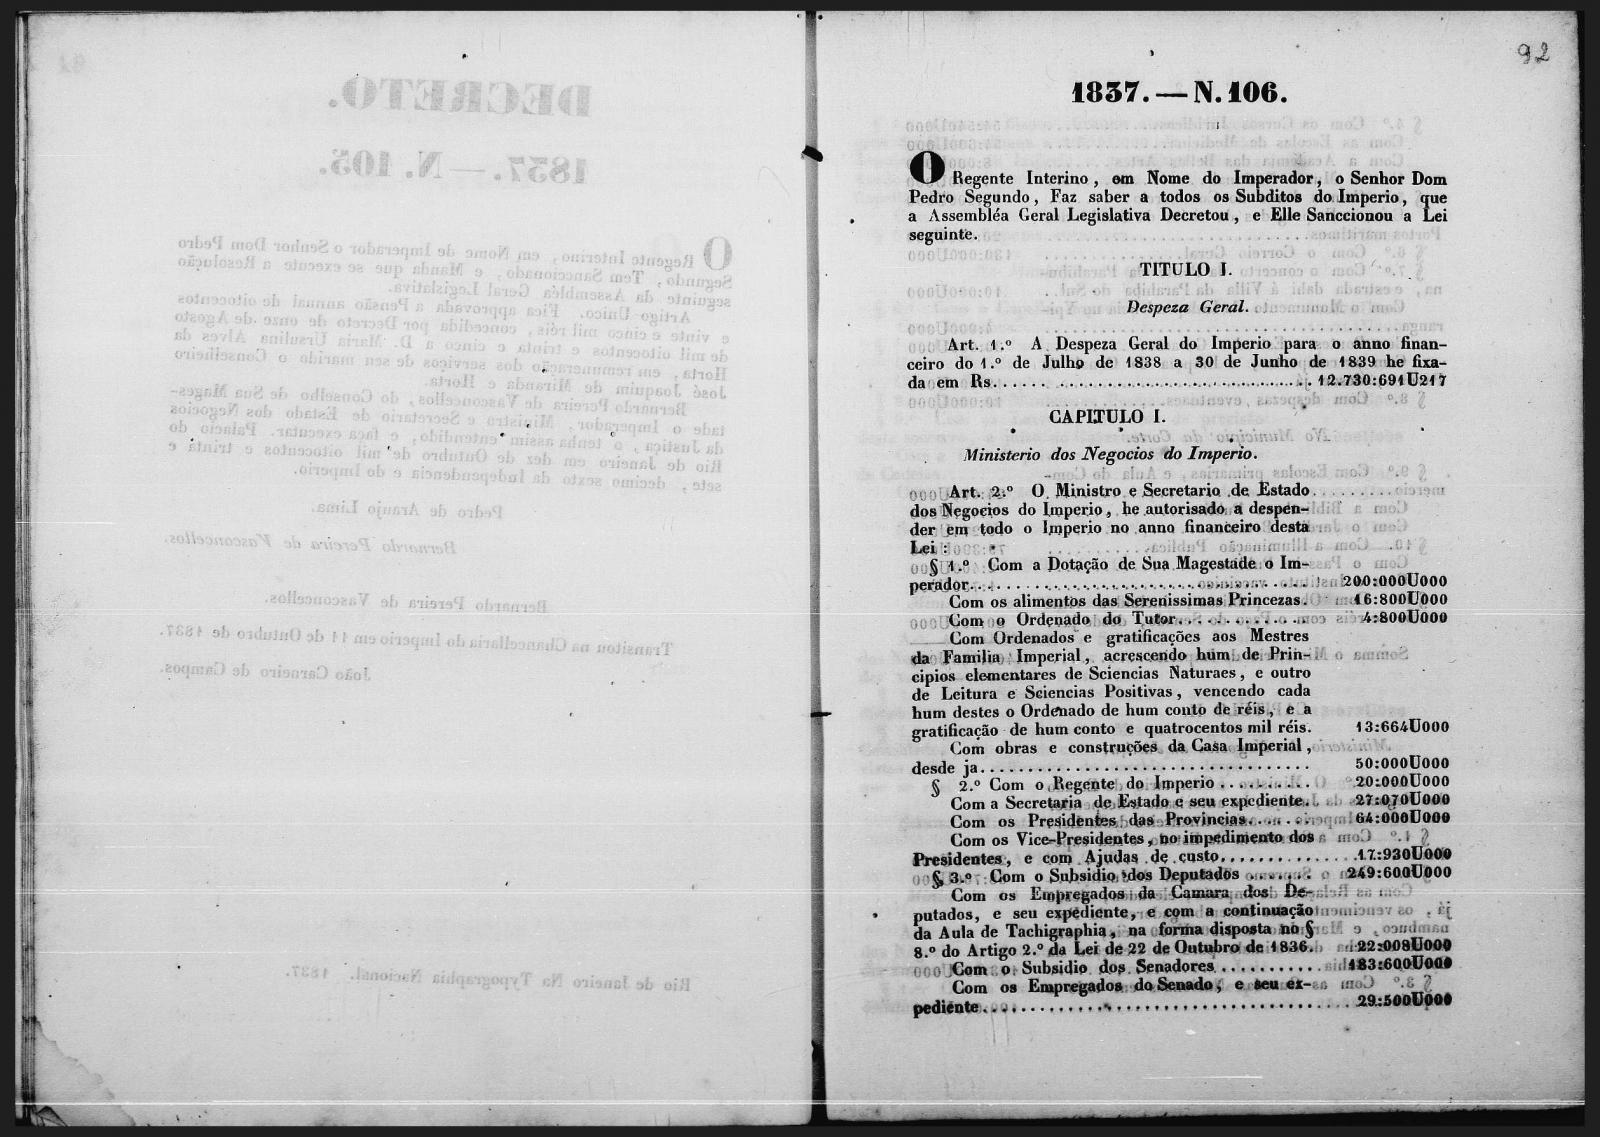 92
1837. — N. 106.
O Regente Interino, em Nome do Imperador, o Senhor Dom
Pedro Segundo, Faz saber a todos os Subditos do Imperio, que
a Assembléa Geral Legislativa Decretou, e Elle Sanccionou a Lei
seguinte.
TITULO I.
Despeza Geral.
Art. 1.º A Despeza Geral do Imperio para o anno finan-
ceiro do 1.º de Julho de 1838 a 30 de Junho de 1839 he fixa-
da em Rs. . . . . . . . . . . . . . . . . . . . . . . . 12.730:691U217
CAPITULO I.
Ministerio dos Negocios do Imperio.
Art. 2.º O Ministro e Secretario de Estado
dos Negocios do Imperio, he autorisado a despen-
der em todo o Imperio no anno financeiro desta
Lei:
§ 1.º Com a Dotação de Sua Magestade o Im-
perador. . . . . . . . . . . . . . . . . . . . . . 200:000U000
Com os alimentos das Serenissimas Princezas. 16:800U000
Com o Ordenado do Tutor. . . . . . . . . . . 4:800U000
Com Ordenados e gratificações aos Mestres
da Familia Imperial, acrescendo hum de Prin-
cipios elementares de Sciencias Naturaes, e outro
de Leitura e Sciencias Positivas, vencendo cada
hum destes o Ordenado de hum conto de réis, e a
gratificação de hum conto e quatrocentos mil réis. 13:664U000
Com obras e construções da Casa Imperial,
desde ja. . . . . . . . . . . . . . . . . . . . . . 50:000U000
§ 2.º Com o Regente do Imperio . . . . . . . . . 20:000U000
Com a Secretaria de Estado e seu expediente. 27:070U000
Com os Presidentes das Provincias. . . . . . 64:000U000
Com os Vice-Presidentes, no impedimento dos
Presidentes, e com Ajudas de custo. . . . . . . . . . 17:930U000
§ 3.º Com o Subsidio dos Deputados . . . . . . . 249:600U000
Com os Empregados da Camara dos De-
putados, e seu expediente, e com a continuação
da Aula de Tachigraphia, na forma disposta no §
8.º do Artigo 2.º da Lei de 22 de Outubro de 1836. 22:008U000
Com o Subsidio dos Senadores. . . . . . . . . 183:600U000
Com os Empregados do Senado, e seu ex-
pediente. . . . . . . . . . . . . . . . . . . . . . 29:500U000